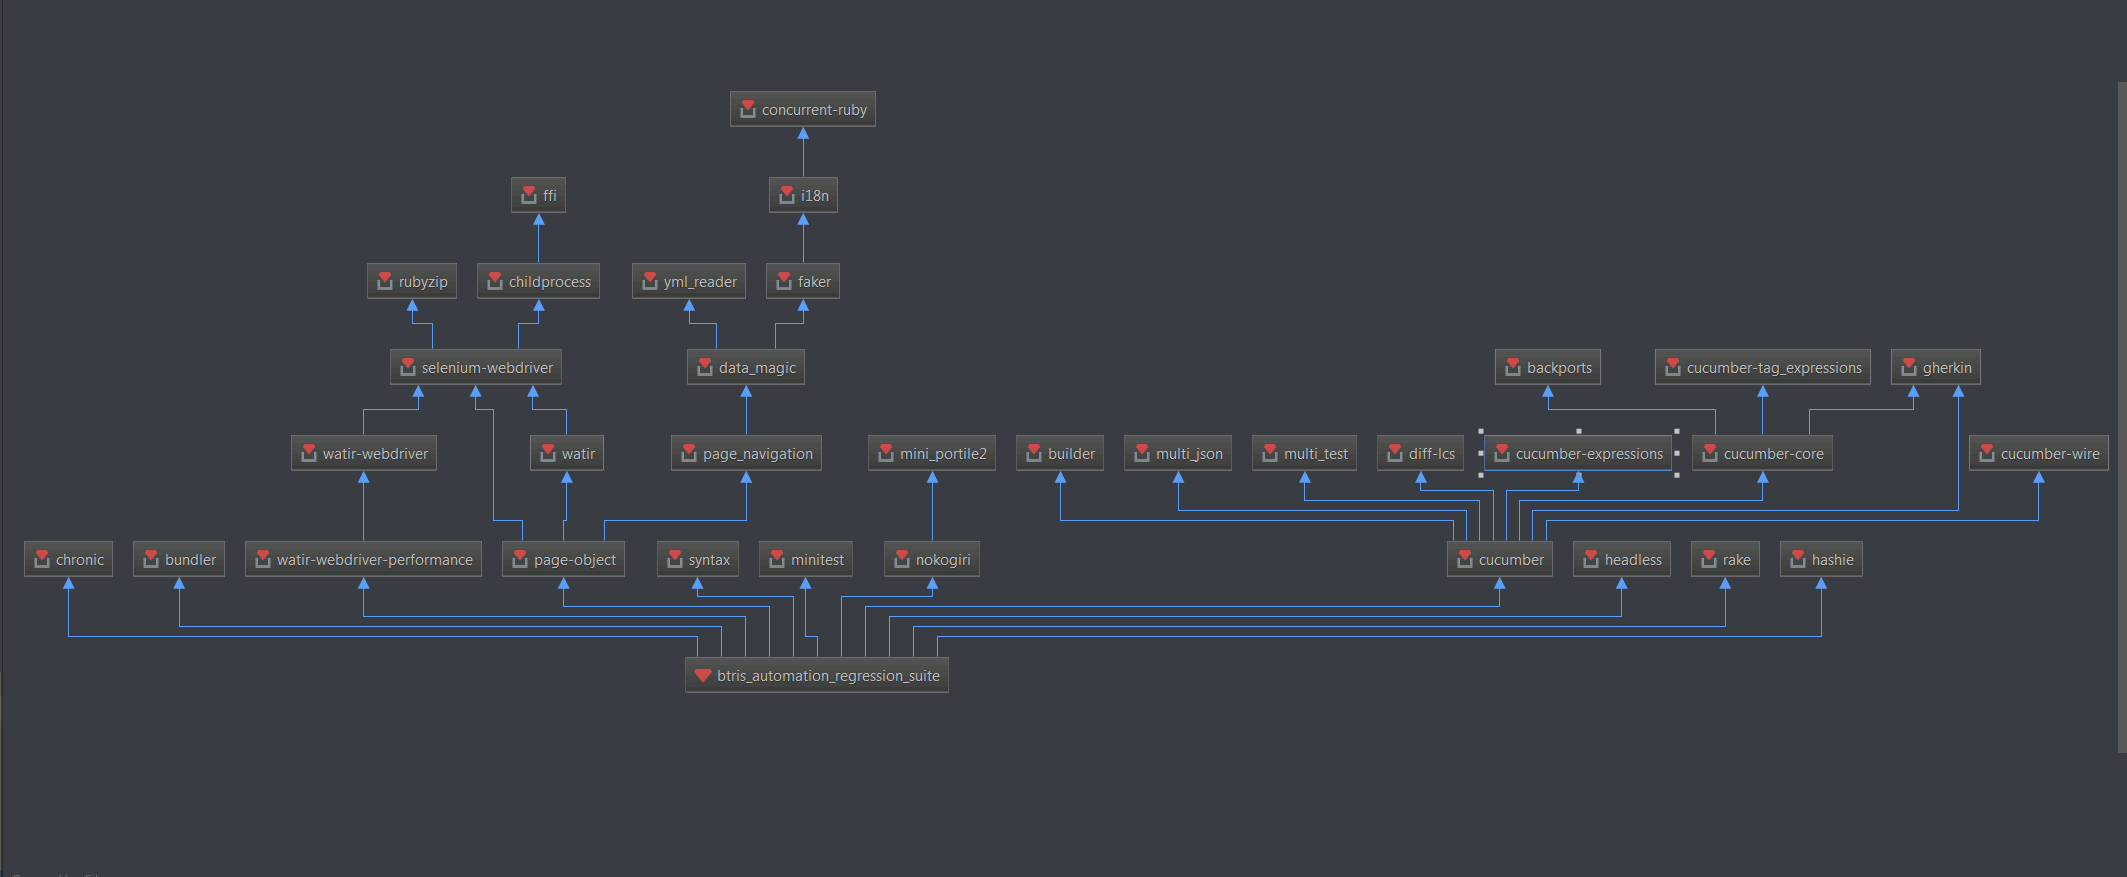 concurrent-ruby
ffi
i18n
rubyzip
childprocess
yml_reader
faker
selenium-webdriver
data_magic
backports
cucumber-tag_expressions
gherkin
watir-webdriver
watir
page_navigation
mini_portile2
builder
multi_json
multi_test
diff-lcs
cucumber-expressions
cucumber-core
cucumber-wire
chronic
bundler
watir-webdriver-performance
page-object
syntax
minitest
nokogiri
cucumber
headless
rake
hashie
btris_automation_regression_suite